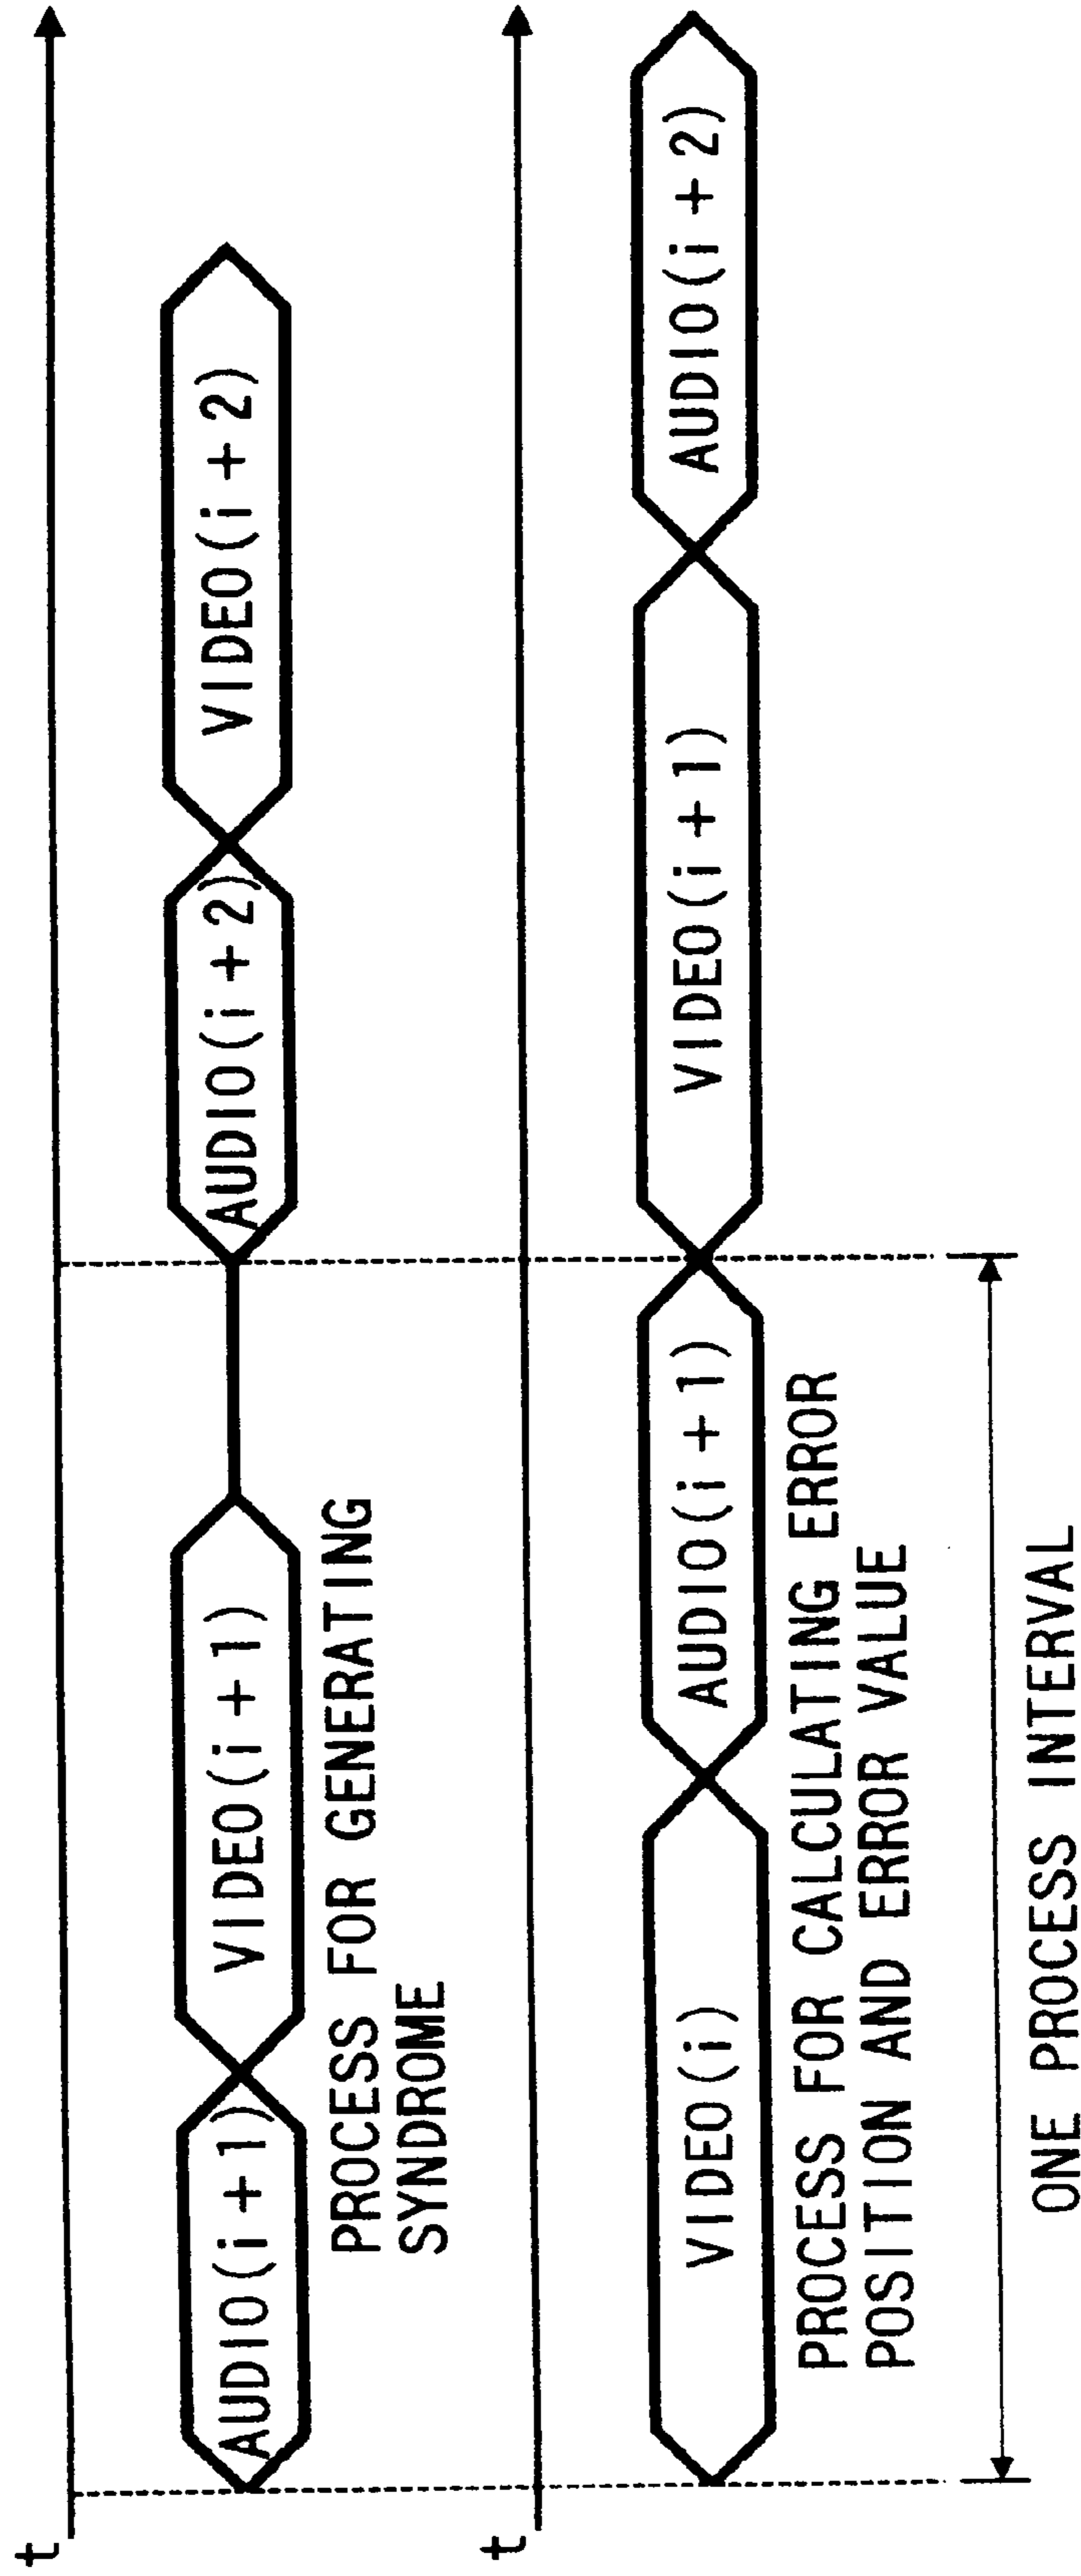 t
AUDIO(i+1)
VIDEO(i+1)
AUDIO(i+2)
VIDEO(i+2)
PROCESS FOR GENERATING
SYNDROME
t
VIDEO(i)
AUDIO(i+1)
VIDEO(i+1)
AUDIO(i+2)
PROCESS FOR CALCULATING ERROR
POSITION AND ERROR VALUE
ONE PROCESS INTERVAL